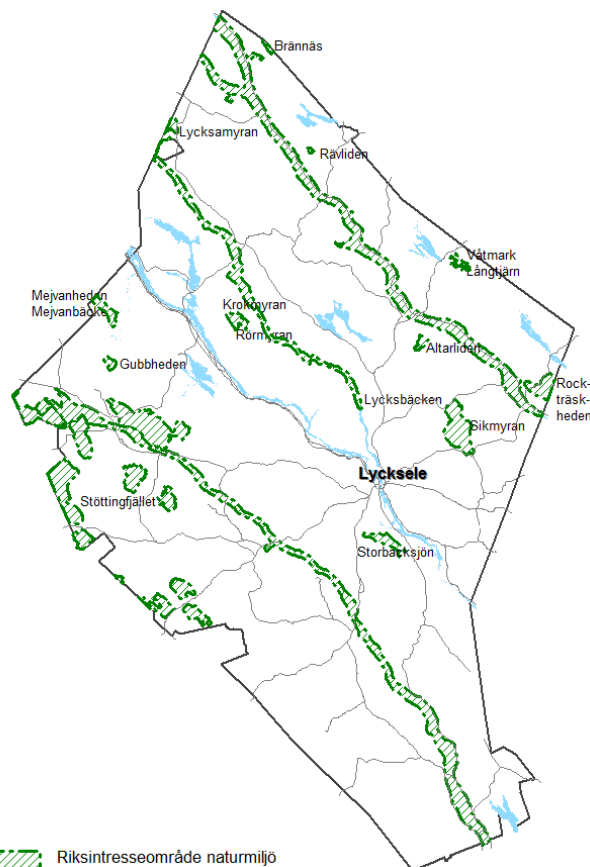 Brännäs
Lycksamyran
Rävliden
Våtmark
Långtjärn
Mejvanheden
Mejvanbäcke
Krokmyran
Rörmyran
Altarliden
Gubbheden
Rock-
träsk-
heden
Lycksbäcken
Sikmyran
Lycksele
Stöttingfjället
Storbacksjön
Riksintresseområde naturmiljö